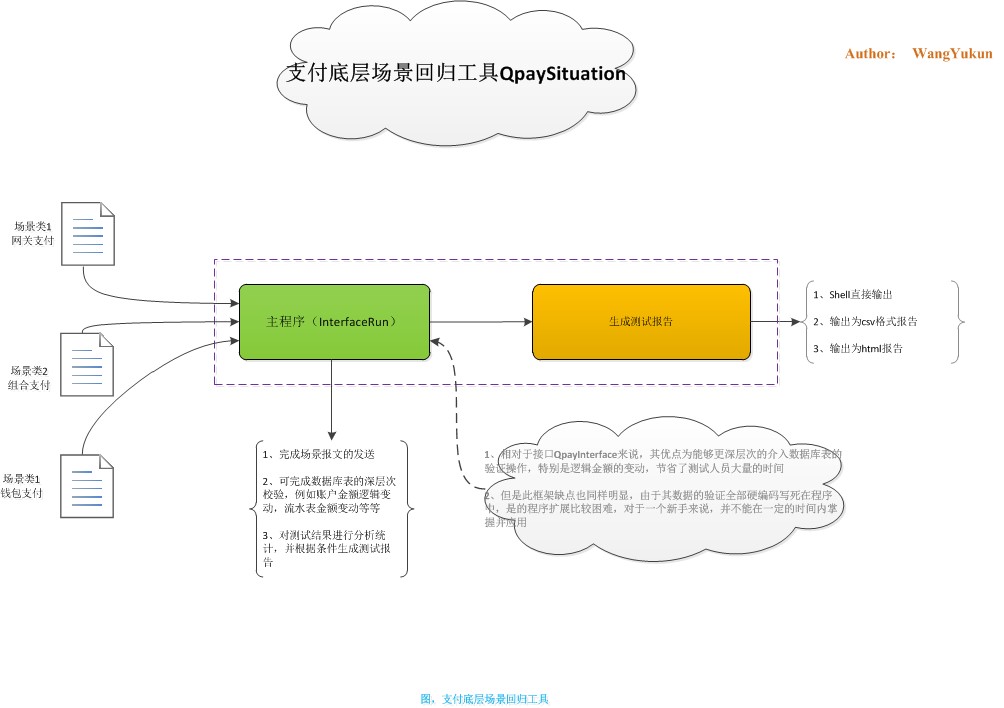 支付底层场景回归工具QpaySituation
Author： WangYukun
场景类1
网关支付
场景类2
组合支付
场景类1
钱包支付
主程序（InterfaceRun）
生成测试报告
1、Shell直接输出
2、输出为csv格式报告
3、输出为html报告
1、完成场景报文的发送
2、可完成数据库表的深层次
校验，例如账户金额逻辑变
动，流水表金额变动等等
3、对测试结果进行分析统
计，并根据条件生成测试报
告
1、相对于接口QpayInterface来说，其优点为能够更深层次的介入数据库表的
验证操作，特别是逻辑金额的变动，节省了测试人员大量的时间
2、但是此框架缺点也同样明显，由于其数据的验证全部硬编码写死在程序
中，是的程序扩展比较困难，对于一个新手来说，并不能在一定的时间内掌
握并应用
图，支付底层场景回归工具